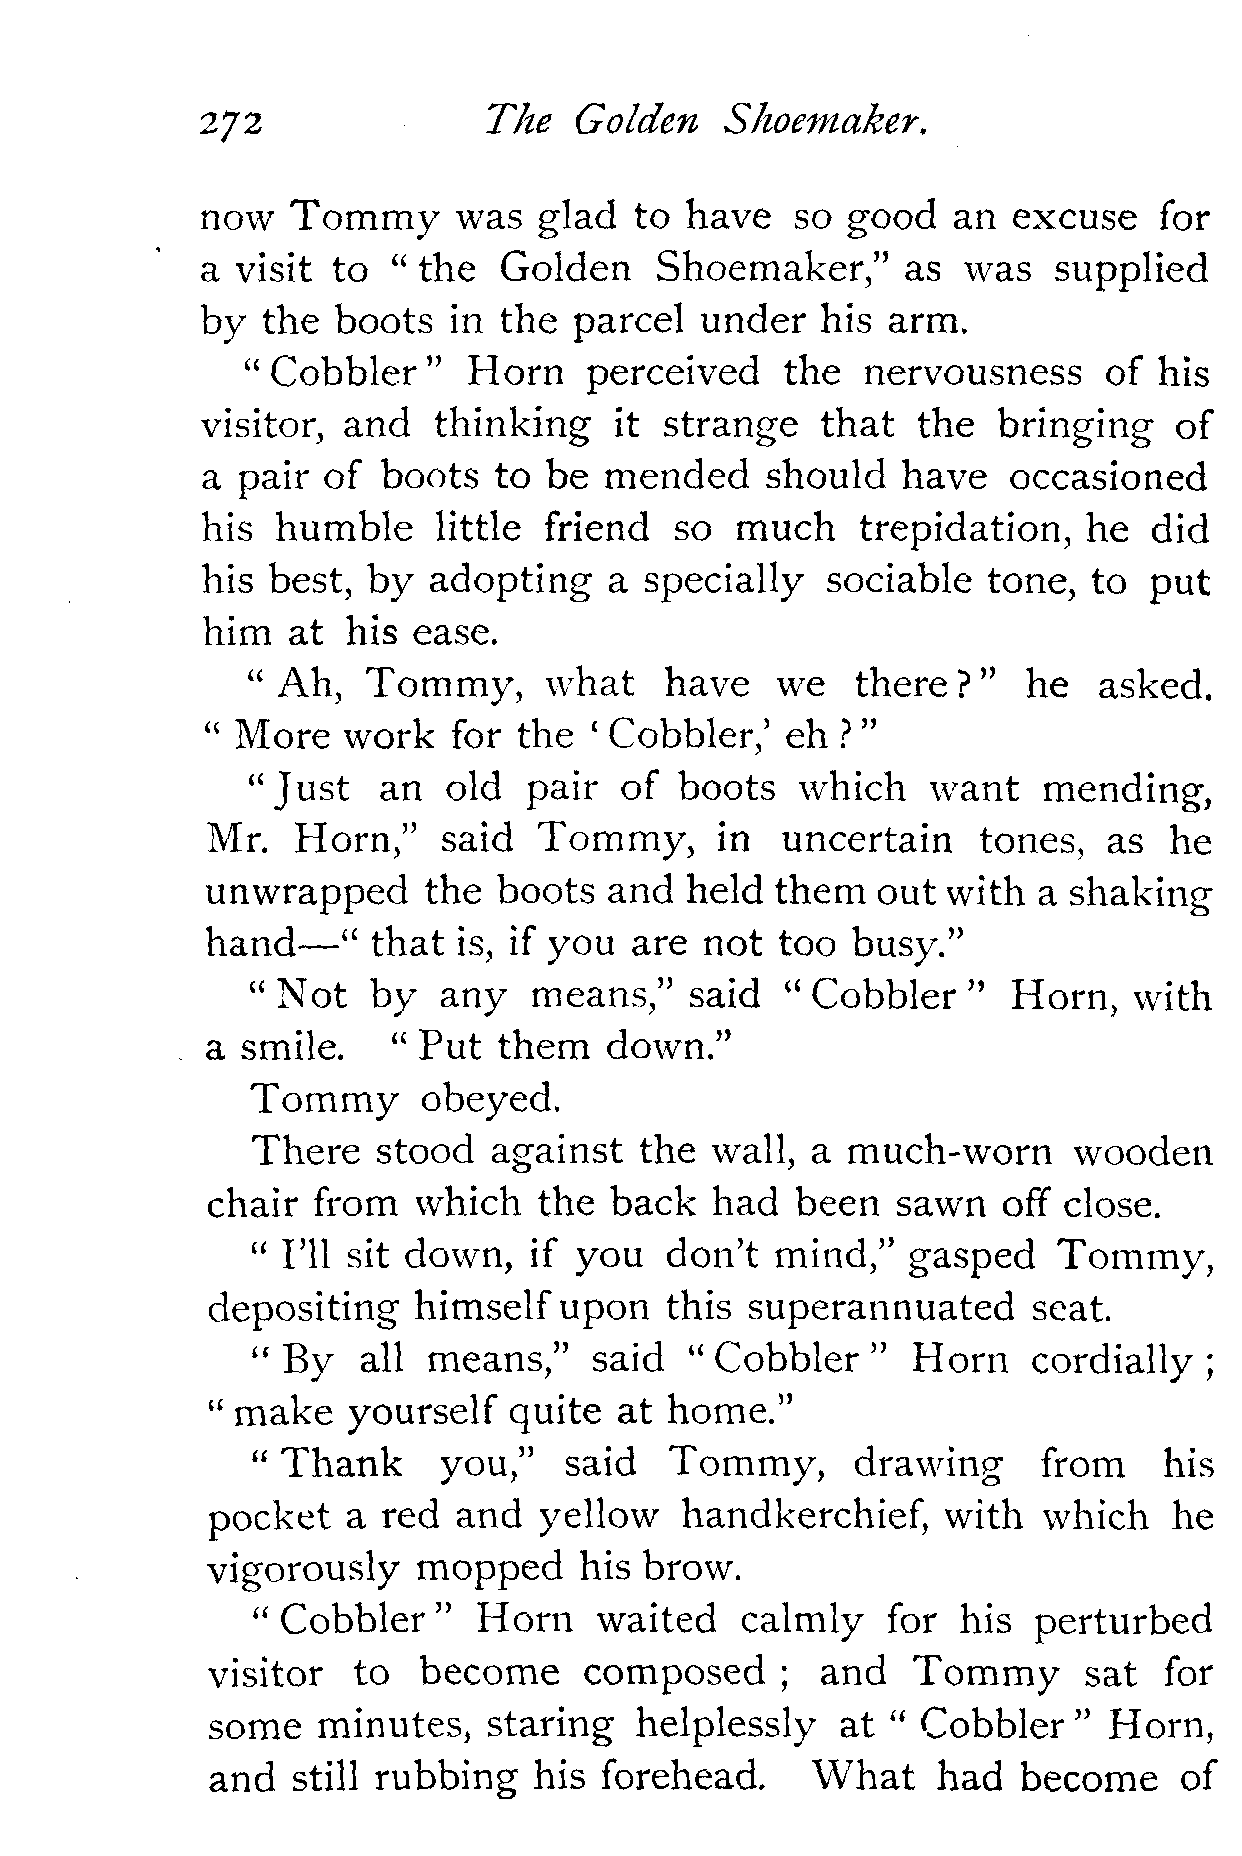 272 The Golden Shoemaker.
now Tommy was glad to have so good an excuse for
a visit to “ the Golden Shoemaker,” as was supplied
by the boots in the parcel under his arm.
“ Cobbler ” Horn perceived the nervousness of his
visitor, and thinking it strange that the bringing of
a pair of boots to be mended should have occasioned
his humble little friend so much trepidation, he did
his best, by adopting a specially sociable tone, to put
him at his ease.
“ Ah, Tommy, what have we there ? ” he asked.
“ More work for the ‘ Cobbler,’ eh ? ”
“ Just an old pair of boots which want mending,
Mr. Horn,” said Tommy, in uncertain tones, as he
unwrapped the boots and held them out with a shaking
hand—“ that is, if you are not too busy.”
“ Not by any means,” said “ Cobbler ” Horn, with
a smile. “ Put them down.”
Tommy obeyed.
There stood against the wall, a much-worn wooden
chair from which the back had been sawn off close.
“ I’ll sit down, if you don’t mind,” gasped Tommy,
depositing himself upon this superannuated seat.
“ By all means,” said “ Cobbler ” Horn cordially ;
“ make yourself quite at home.”
“ Thank you,” said Tommy, drawing from his
pocket a red and yellow handkerchief, with which he
vigorously mopped his brow.
“ Cobbler ” Horn waited calmly for his perturbed
visitor to become composed ; and Tommy sat for
some minutes, staring helplessly at “ Cobbler ” Horn,
and still rubbing his forehead. What had become of